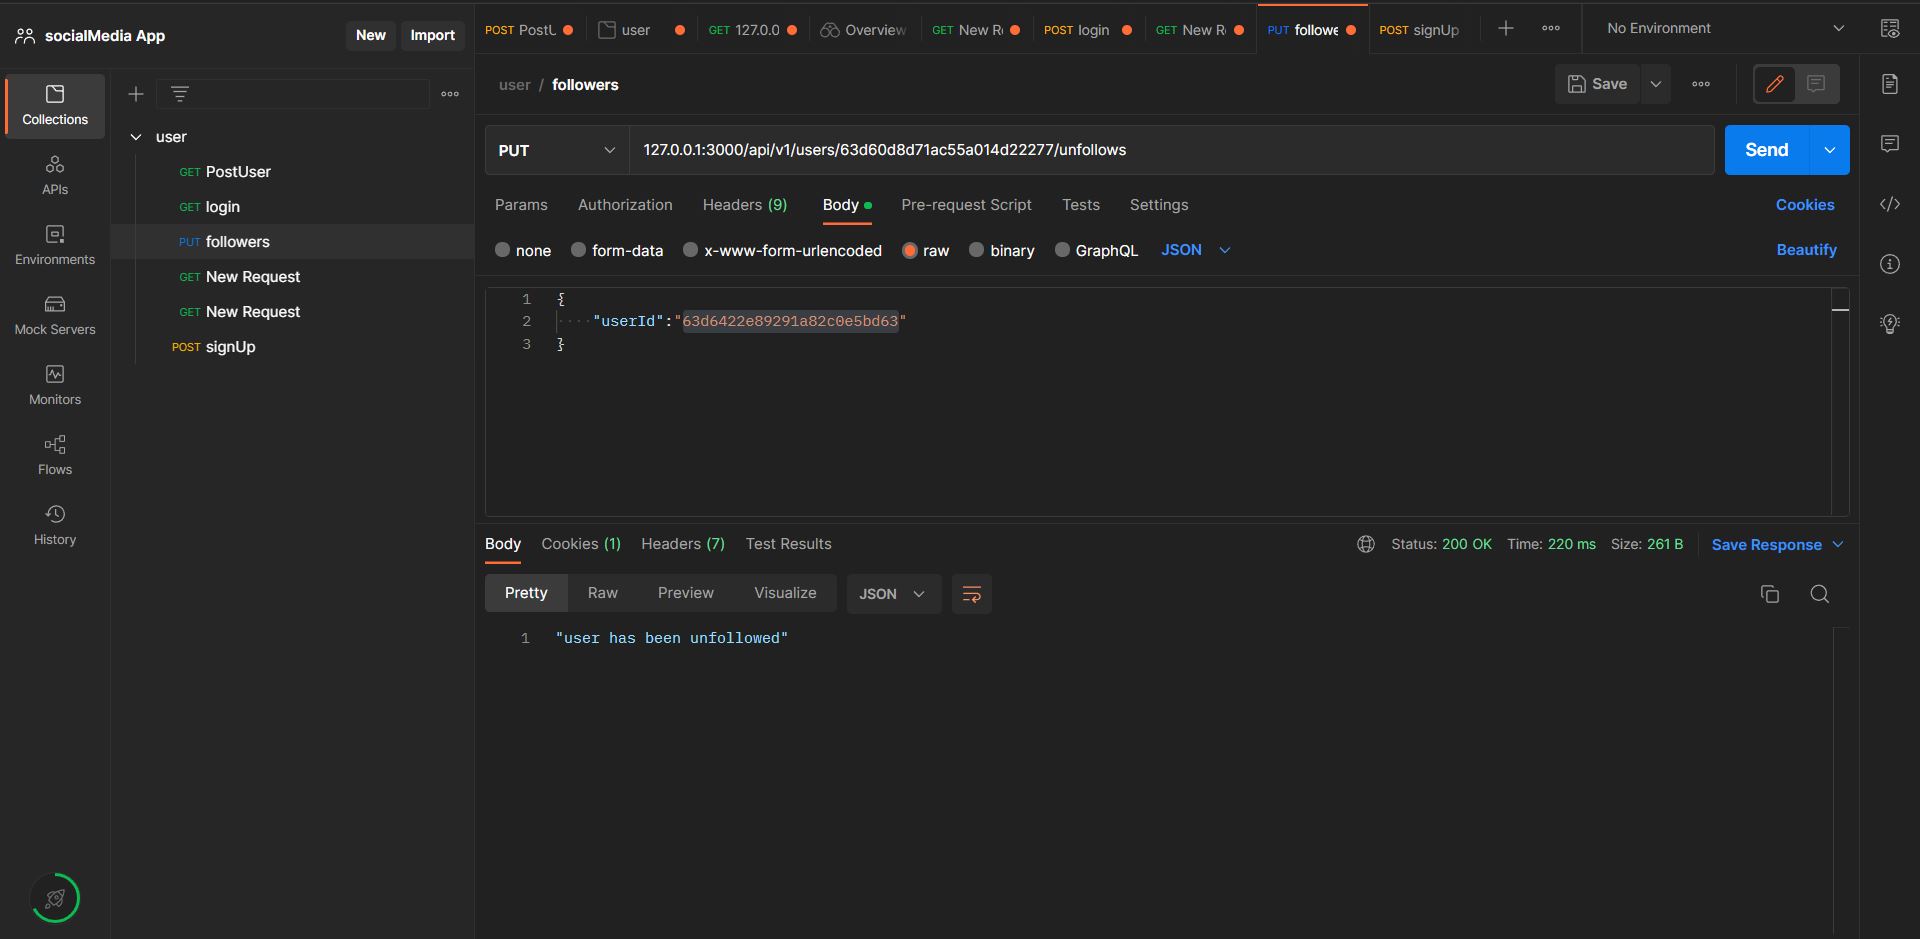 socialMedia App
New
Import
POST PostU
user
GET 127.0.0
Overview
GET New Re
POST login
GET New Re
PUT followe
POST signUp
No Environment
Collections
APIs
Environments
Mock Servers
Monitors
Flows
History
user
GET PostUser
GET login
PUT followers
GET New Request
GET New Request
POST signUp
user / followers
Save
PUT
127.0.0.1:3000/api/v1/users/63d60d8d71ac55a014d22277/unfollows
Send
Params Authorization Headers (9) Body Pre-request Script Tests Settings
Cookies
none form-data x-www-form-urlencoded raw binary GraphQL JSON
Beautify
1 {
2 ····"userId":"63d6422e89291a82c0e5bd63"
3 }
Body Cookies (1) Headers (7) Test Results
Status: 200 OK Time: 220 ms Size: 261 B
Save Response
Pretty Raw Preview Visualize JSON
1 "user has been unfollowed"